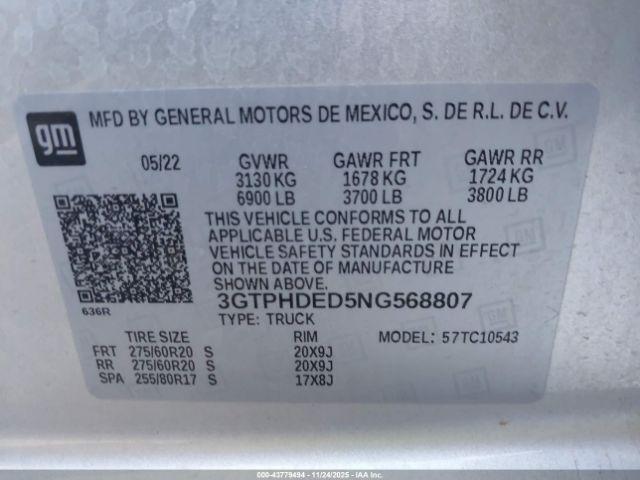 gm
MFD BY GENERAL MOTORS DE MEXICO, S. DE R.L. DE C.V.
05/22 GVWR GAWR FRT GAWR RR
3130 KG 1678 KG 1724 KG
6900 LB 3700 LB 3800 LB
THIS VEHICLE CONFORMS TO ALL
APPLICABLE U.S. FEDERAL MOTOR
VEHICLE SAFETY STANDARDS IN EFFECT
ON THE DATE OF MANUFACTURE
SHOWN ABOVE.
636R
3GTPHDED5NG568807
TYPE: TRUCK
TIRE SIZE RIM MODEL: 57TC10543
FRT 275/60R20 S 20X9J
RR 275/60R20 S 20X9J
SPA 255/80R17 S 17X8J
000-43779494 - 11/24/2025 - IAA, Inc.